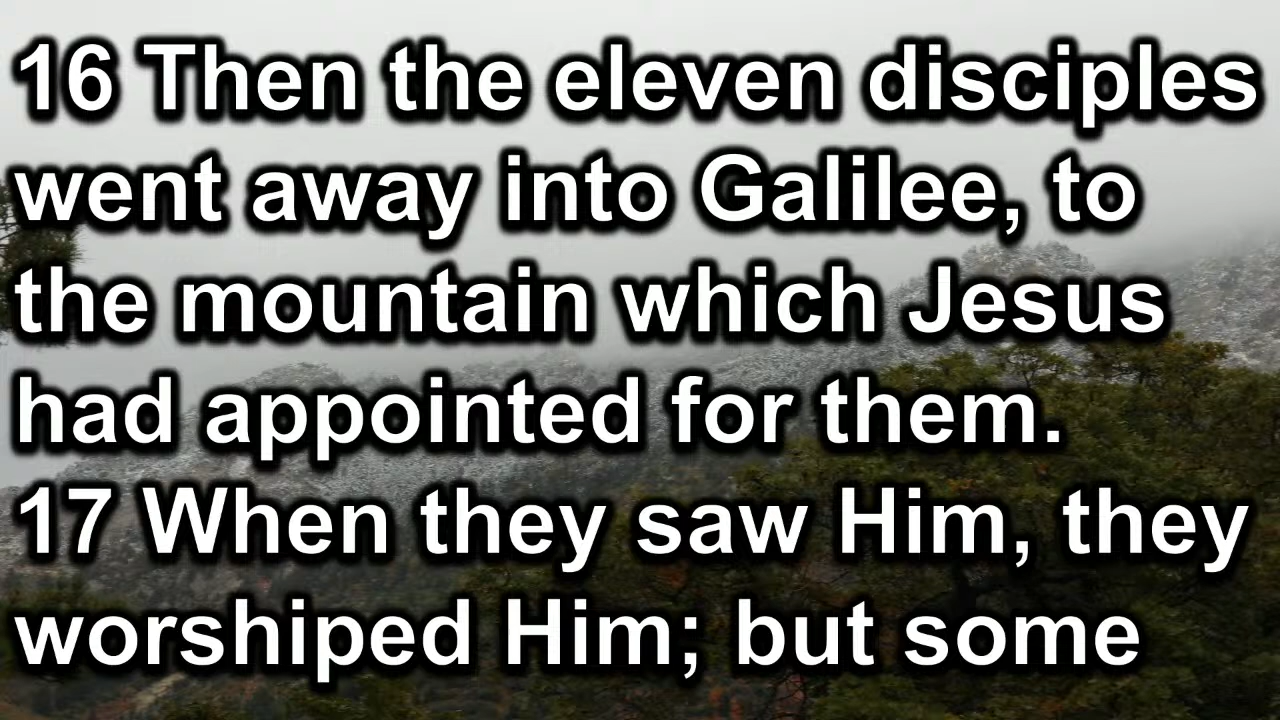 16 Then the eleven disciples
went away into Galilee, to
the mountain which Jesus
had appointed for them.
17 When they saw Him, they
worshiped Him; but some